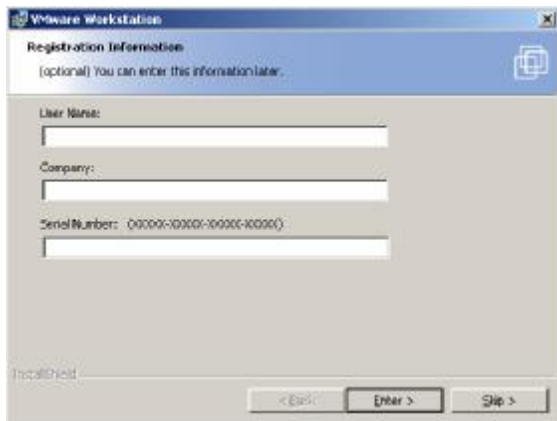 VMware Workstation
Registration Information
(optional) You can enter this information later.
User Name:
Company:
Serial Number: (XXXXX-XXXXX-XXXXX-XXXXX)
InstallShield
< Back
Enter >
Skip >